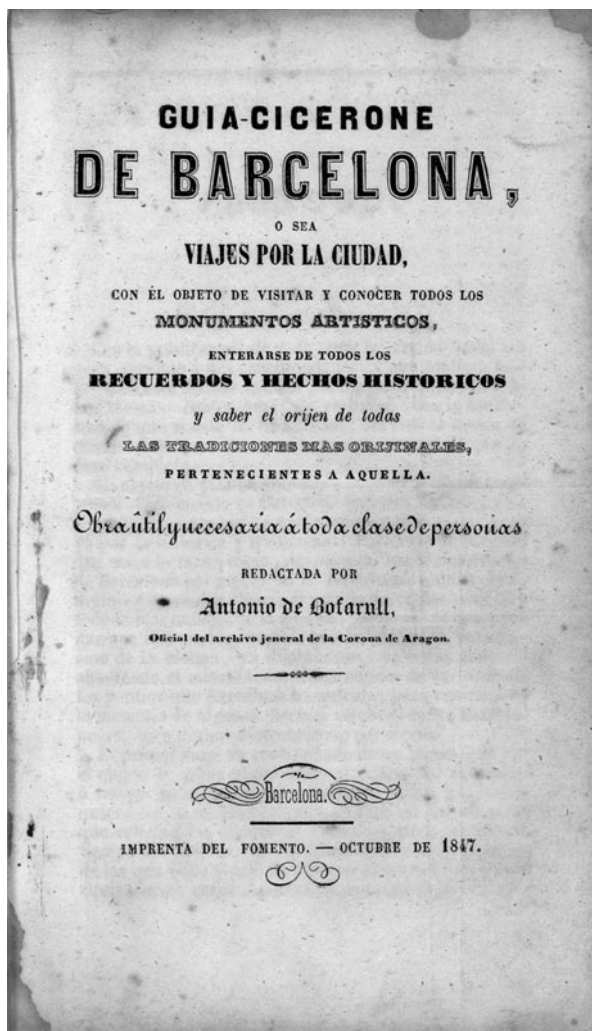 GUIA-CICERONE
DE BARCELONA,
O SEA
VIAJES POR LA CIUDAD,
CON EL OBJETO DE VISITAR Y CONOCER TODOS LOS
MONUMENTOS ARTISTICOS,
ENTERARSE DE TODOS LOS
RECUERDOS Y HECHOS HISTORICOS
y saber el oríjen de todas
LAS TRADICIONES MAS ORIJINALES,
PERTENECIENTES A AQUELLA.
Obra ûtil y necesaria á toda clase de personas
REDACTADA POR
Antonio de Bofarull,
Oficial del archivo jeneral de la Corona de Aragon.
Barcelona.
IMPRENTA DEL FOMENTO. — OCTUBRE DE 1847.